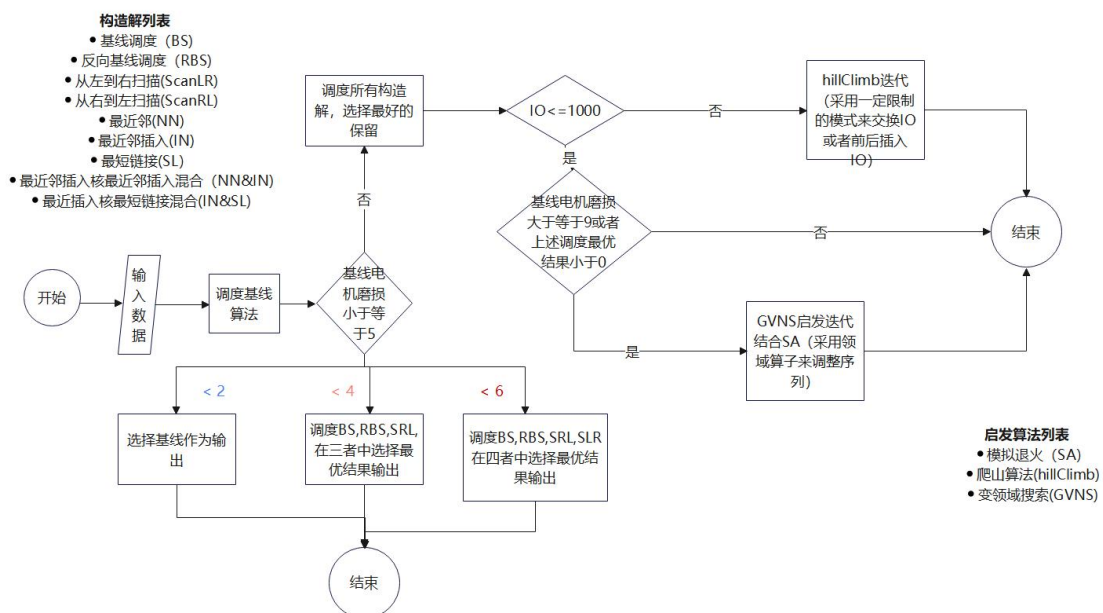 构造解列表
● 基线调度（BS)
● 反向基线调度（RBS)
● 从左到右扫描(ScanLR)
● 从右到左扫描(ScanRL)
● 最近邻(NN)
● 最近邻插入(IN)
● 最短链接(SL)
● 最近邻插入核最近邻插入混合（NN&IN)
● 最近插入核最短链接混合(IN&SL)
开始
输
入
数
据
调度基线
算法
基线电
机磨损
小于等
于5
否
调度所有构造
解，选择最好的
保留
IO<=1000
否
hillClimb迭代
（采用一定限制
的模式来交换IO
或者前后插入
IO）
是
基线电机磨损
大于等于9或者
上述调度最优
结果小于0
否
结束
是
GVNS启发迭代
结合SA（采用领
域算子来调整序
列）
< 2
< 4
< 6
选择基线作为输
出
调度BS,RBS,SRL,
在三者中选择最
优结果输出
调度BS,RBS,SRL,SLR
在四者中选择最优结
果输出
结束
启发算法列表
● 模拟退火（SA)
● 爬山算法(hillClimb)
● 变领域搜索(GVNS)